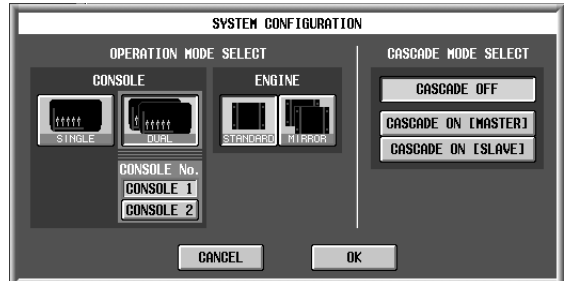 SYSTEM CONFIGURATION
OPERATION MODE SELECT
CASCADE MODE SELECT
CONSOLE
ENGINE
SINGLE
DUAL
STANDARD
MIRROR
CASCADE OFF
CASCADE ON [MASTER]
CASCADE ON [SLAVE]
CONSOLE No.
CONSOLE 1
CONSOLE 2
CANCEL
OK